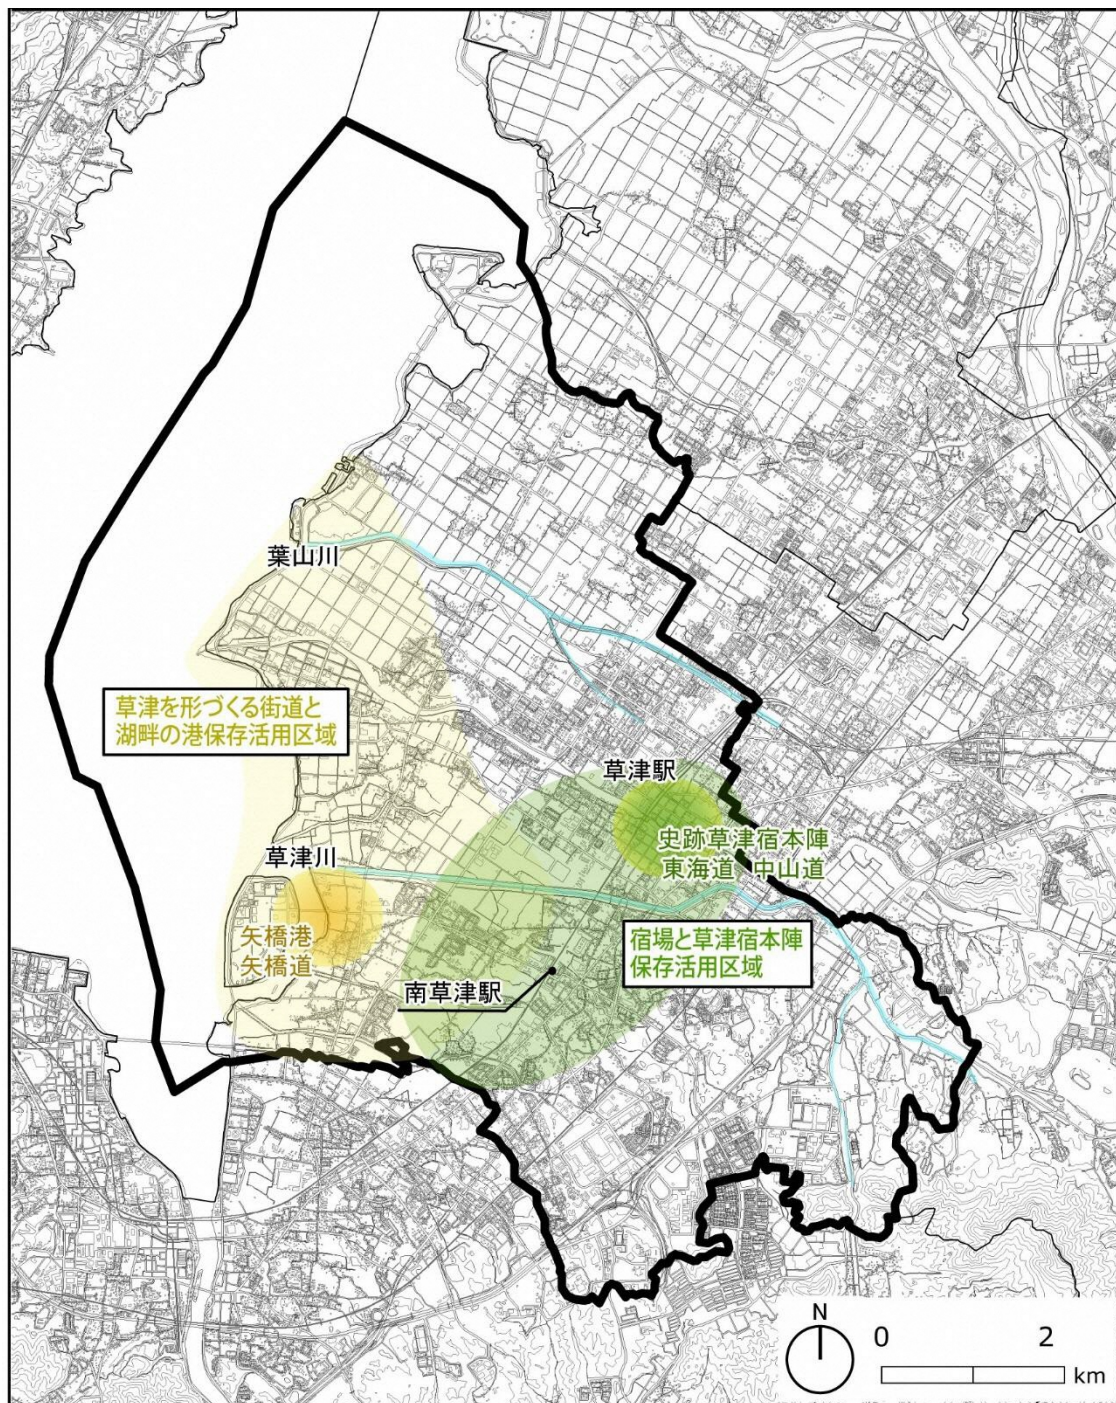 葉山川
草津を形づくる街道と
湖畔の港保存活用区域
草津駅
史跡草津宿本陣
東海道 中山道
草津川
矢橋港
矢橋道
宿場と草津宿本陣
保存活用区域
南草津駅
N
0 2
km